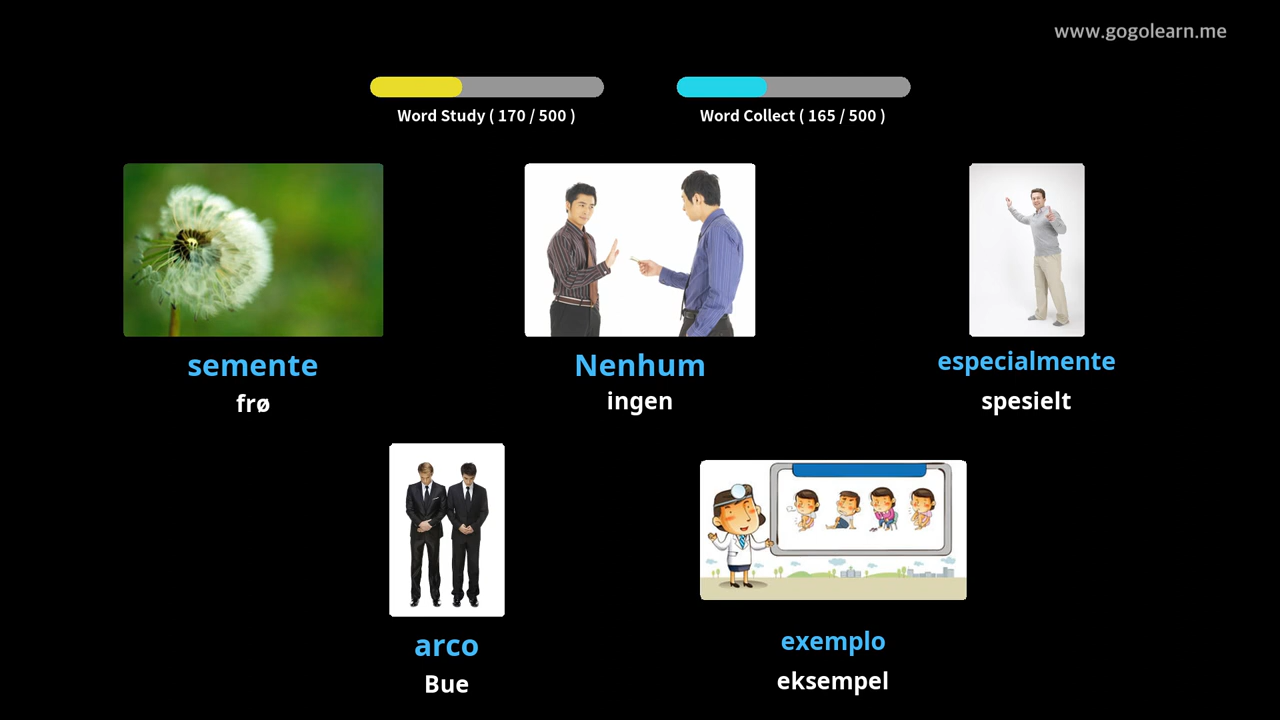 www.gogolearn.me
Word Study ( 170 / 500 )
Word Collect ( 165 / 500 )
semente
frø
Nenhum
ingen
especialmente
spesielt
arco
Bue
exemplo
eksempel